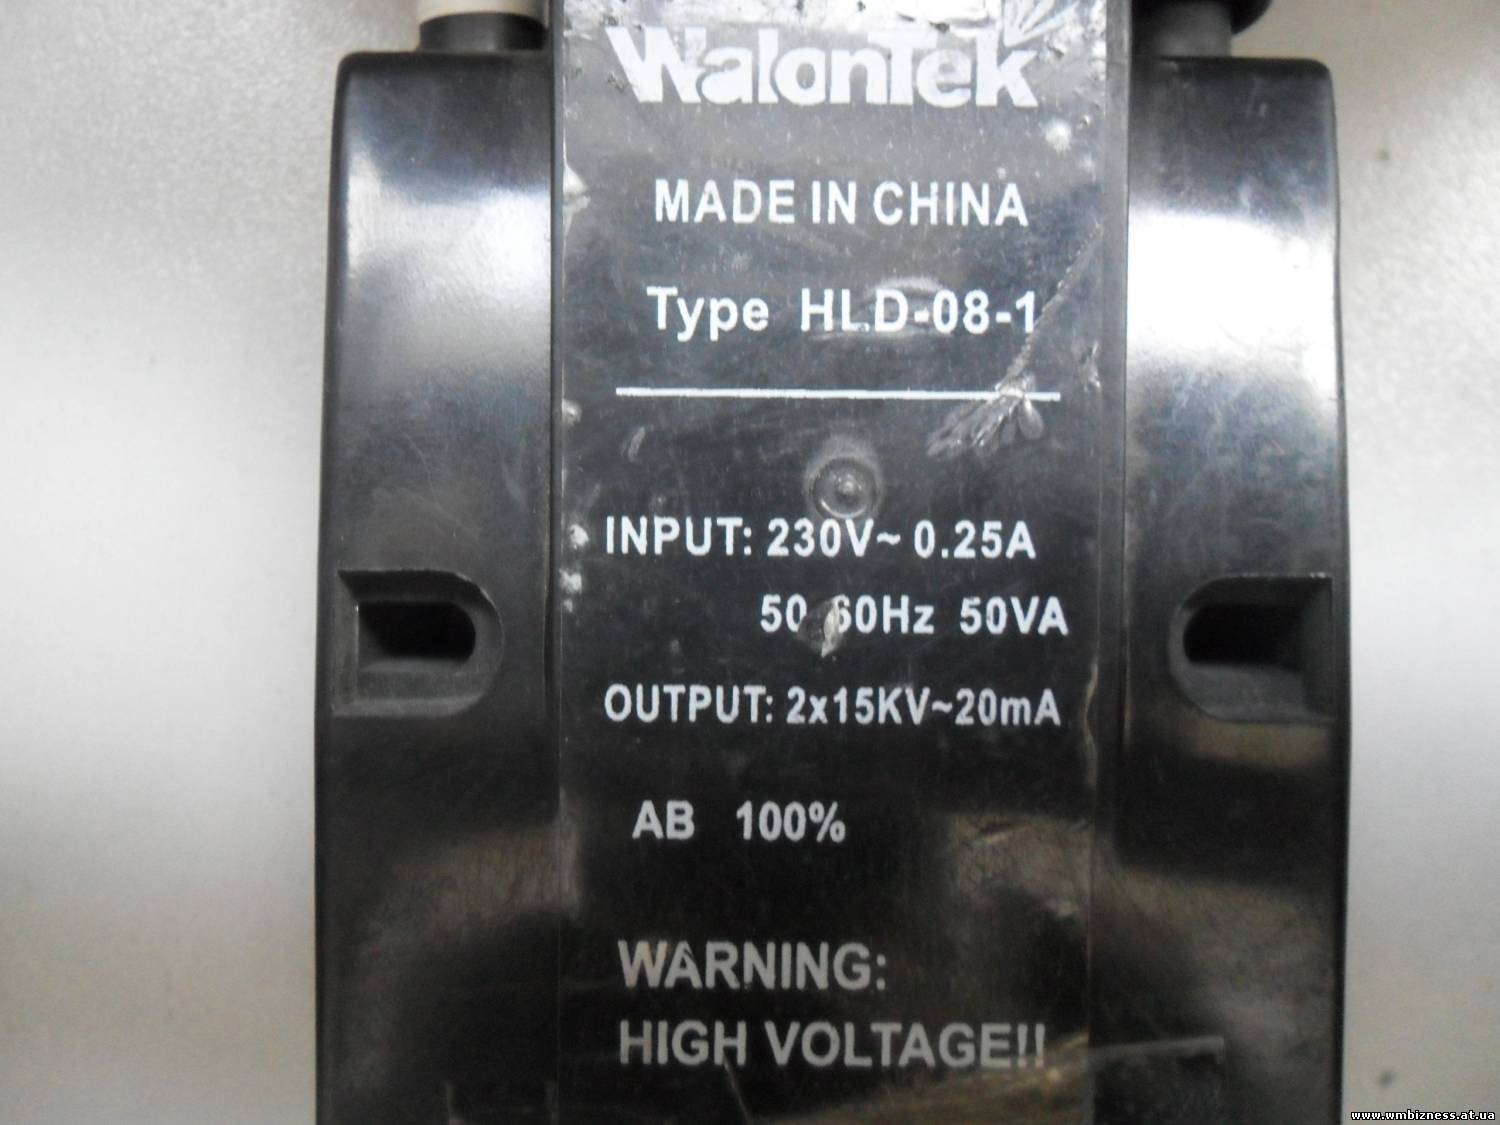 WalonTek
MADE IN CHINA
Type HLD-08-1
INPUT: 230V~ 0.25A
50 60Hz 50VA
OUTPUT: 2x15KV~20mA
AB 100%
WARNING:
HIGH VOLTAGE!!
www.wmbizness.at.ua